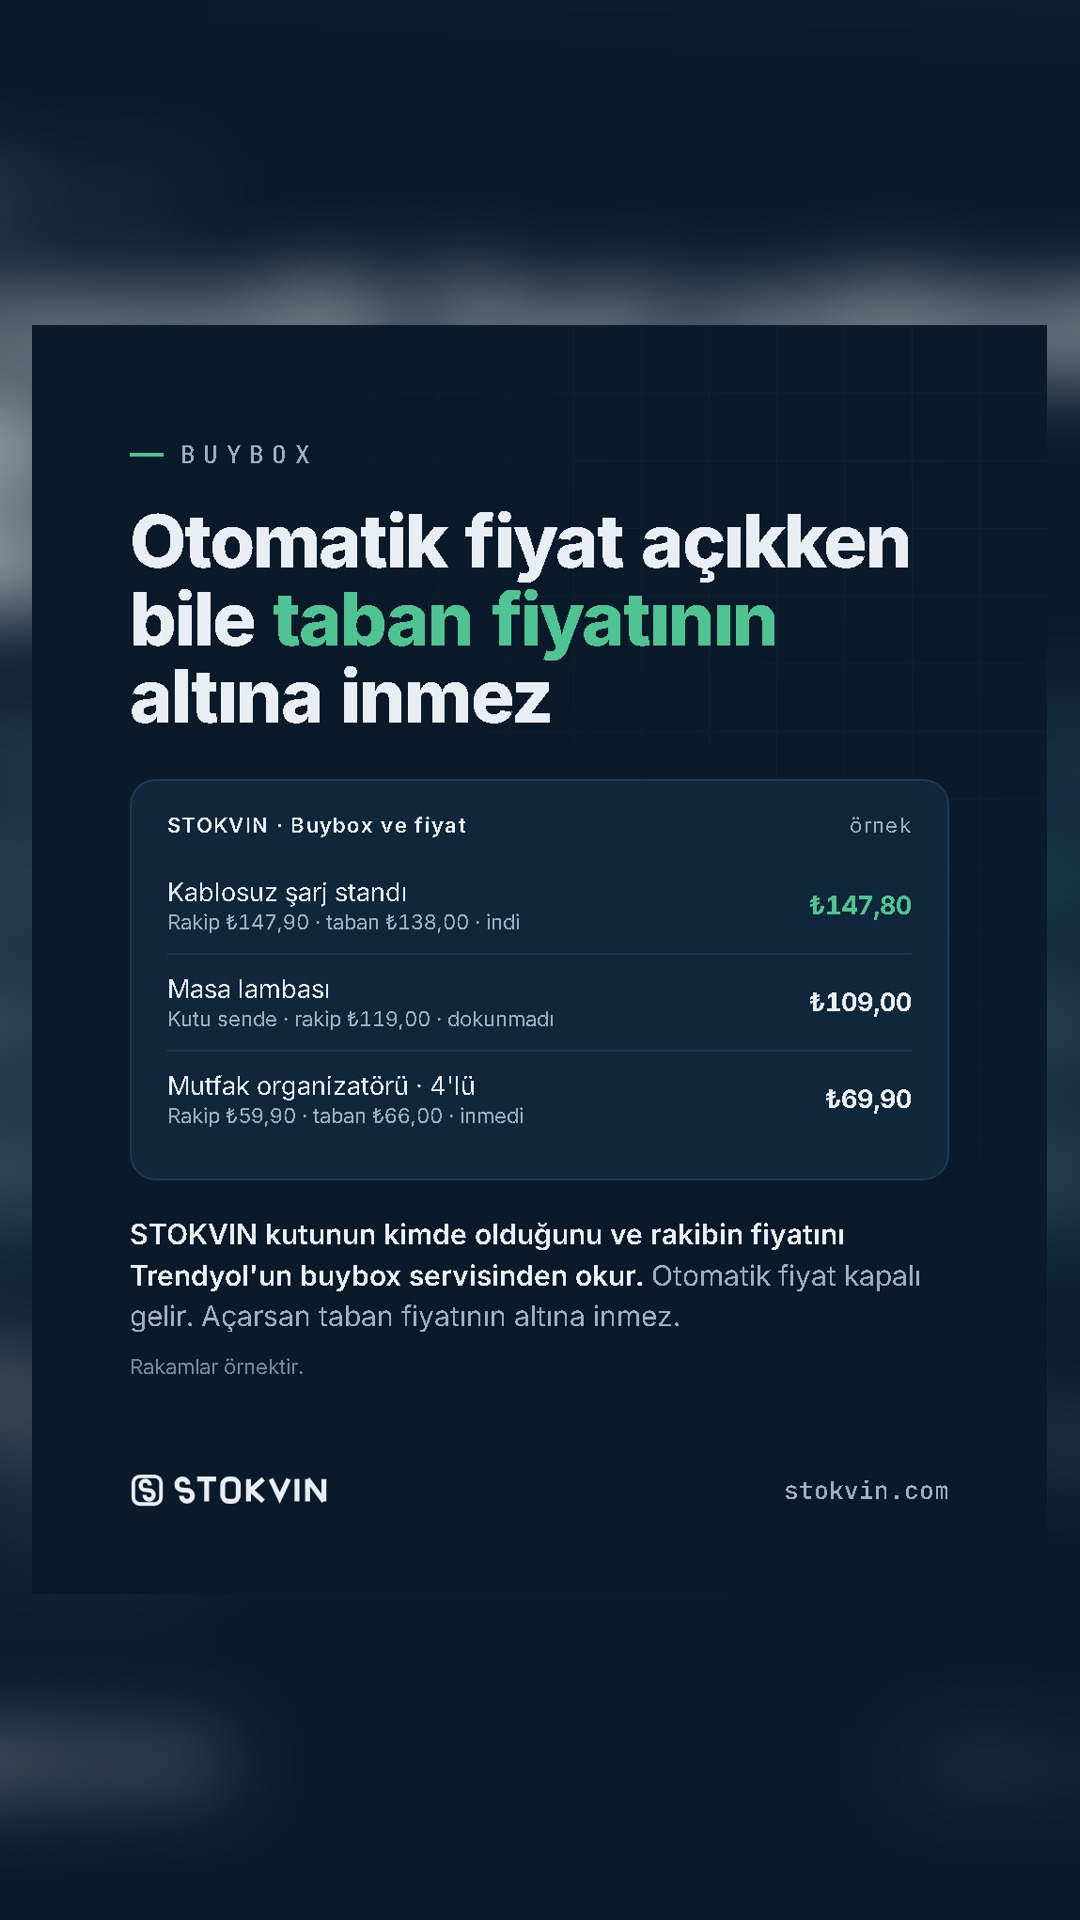 BUYBOX
Otomatik fiyat açıkken
bile taban fiyatının
altına inmez
STOKVIN · Buybox ve fiyat
örnek
Kablosuz şarj standı
Rakip ₺147,90 · taban ₺138,00 · indi
₺147,80
Masa lambası
Kutu sende · rakip ₺119,00 · dokunmadı
₺109,00
Mutfak organizatörü · 4'lü
Rakip ₺59,90 · taban ₺66,00 · inmedi
₺69,90
STOKVIN kutunun kimde olduğunu ve rakibin fiyatını
Trendyol'un buybox servisinden okur. Otomatik fiyat kapalı
gelir. Açarsan taban fiyatının altına inmez.
Rakamlar örnektir.
STOKVIN
stokvin.com